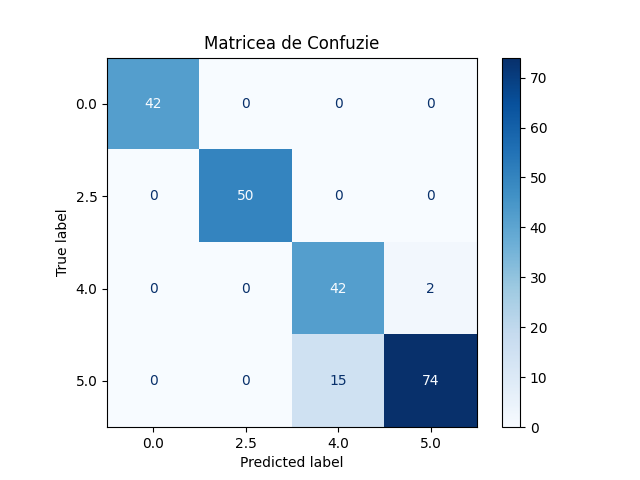 Matricea de Confuzie
True label
0.0 42 0 0 0
2.5 0 50 0 0
4.0 0 0 42 2
5.0 0 0 15 74
0.0 2.5 4.0 5.0
Predicted label
70
60
50
40
30
20
10
0